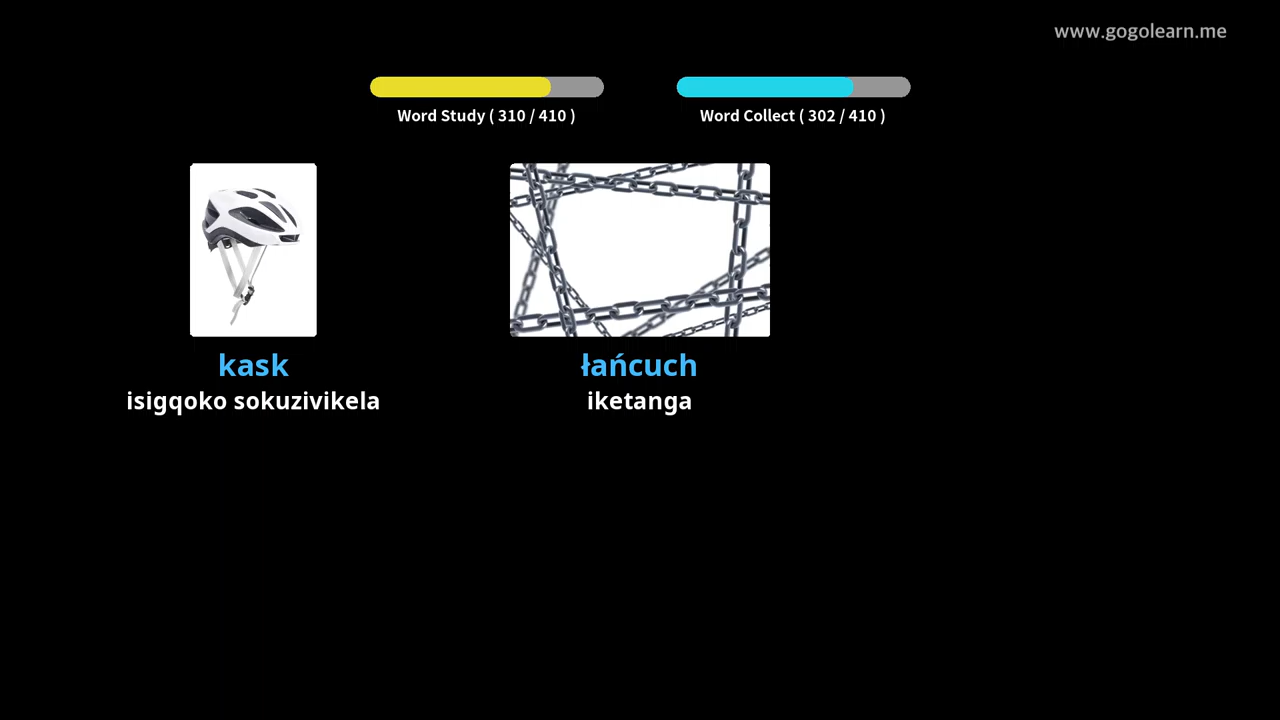 www.gogolearn.me
Word Study ( 310 / 410 )
Word Collect ( 302 / 410 )
kask
isigqoko sokuzivikela
łańcuch
iketanga